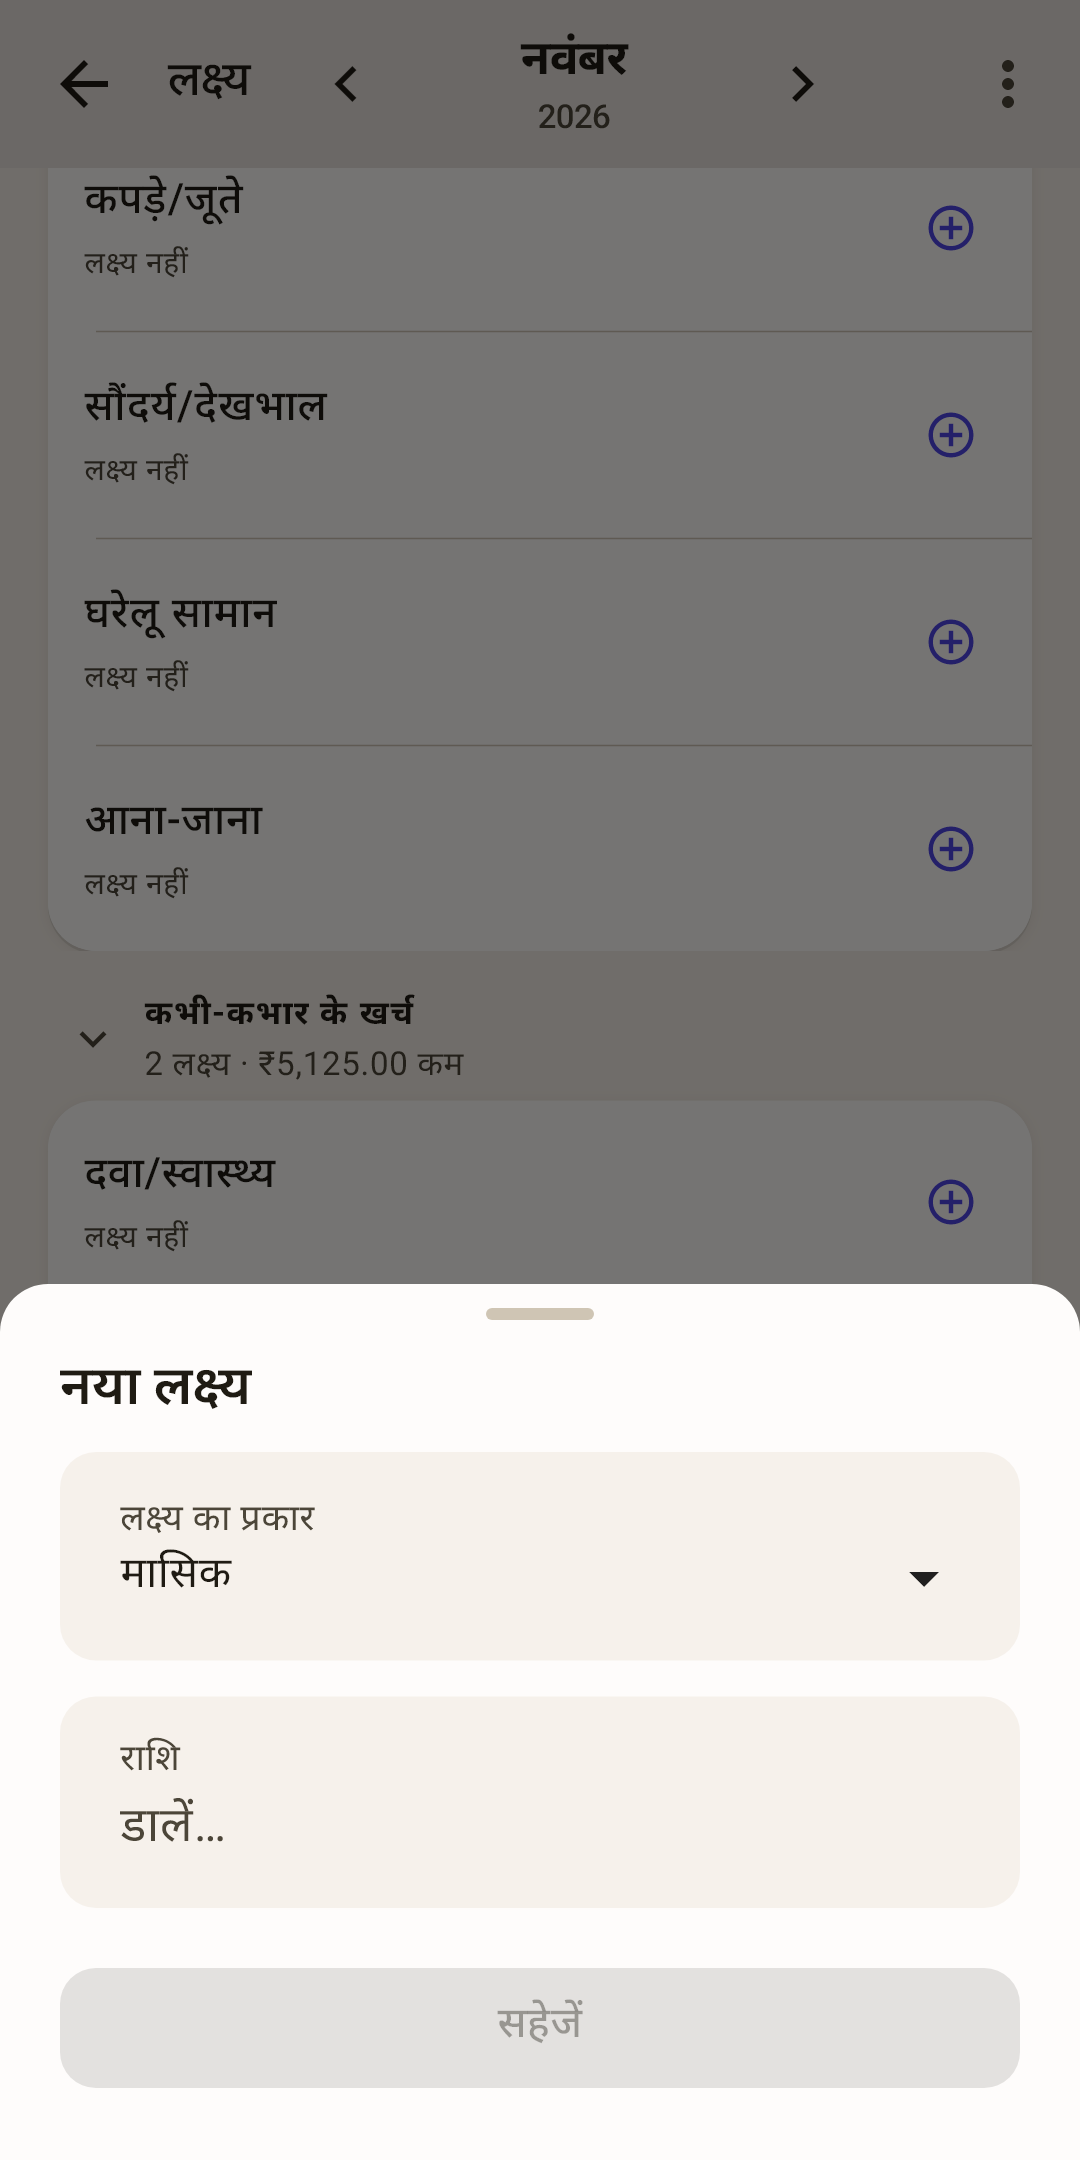 लक्ष्य
नवंबर
2026
कपड़े/जूते
लक्ष्य नहीं
सौंदर्य/देखभाल
लक्ष्य नहीं
घरेलू सामान
लक्ष्य नहीं
आना-जाना
लक्ष्य नहीं
कभी-कभार के खर्च
2 लक्ष्य · ₹5,125.00 कम
दवा/स्वास्थ्य
लक्ष्य नहीं
नया लक्ष्य
लक्ष्य का प्रकार
मासिक
राशि
डालें...
सहेजें